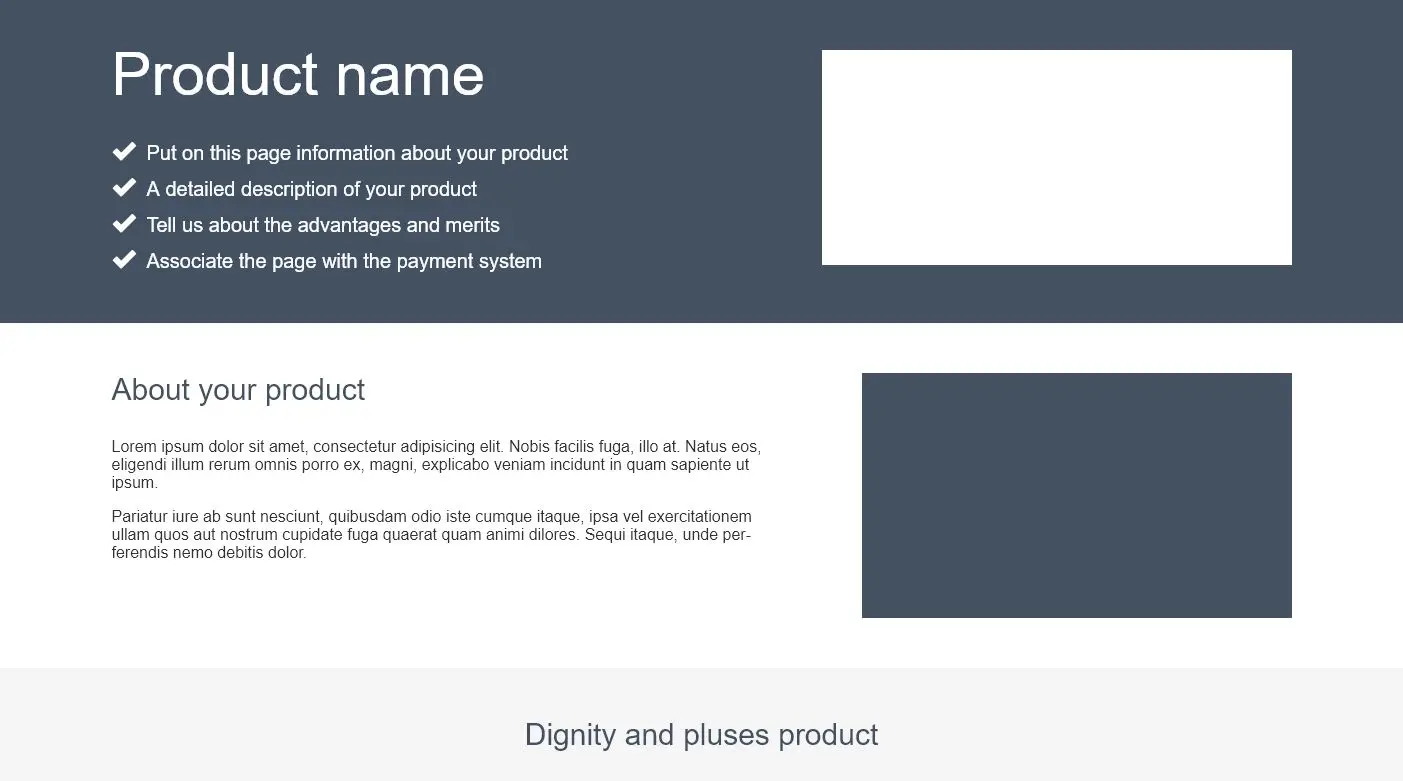 Product name
Put on this page information about your product
A detailed description of your product
Tell us about the advantages and merits
Associate the page with the payment system
About your product
Lorem ipsum dolor sit amet, consectetur adipisicing elit. Nobis facilis fuga, illo at. Natus eos,
eligendi illum rerum omnis porro ex, magni, explicabo veniam incidunt in quam sapiente ut
ipsum.
Pariatur iure ab sunt nesciunt, quibusdam odio iste cumque itaque, ipsa vel exercitationem
ullam quos aut nostrum cupidate fuga quaerat quam animi dilores. Sequi itaque, unde per-
ferendis nemo debitis dolor.
Dignity and pluses product